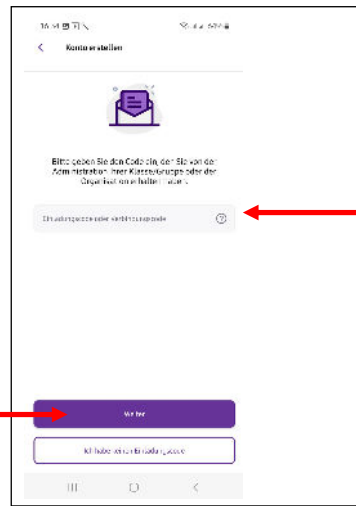 Konto erstellen
Bitte geben Sie den Code ein, den Sie von der
Administration Ihrer Klasse/Gruppe oder der
Organisation erhalten haben.
Einladungscode oder Verbindungscode
Weiter
Ich habe keinen Einladungscode